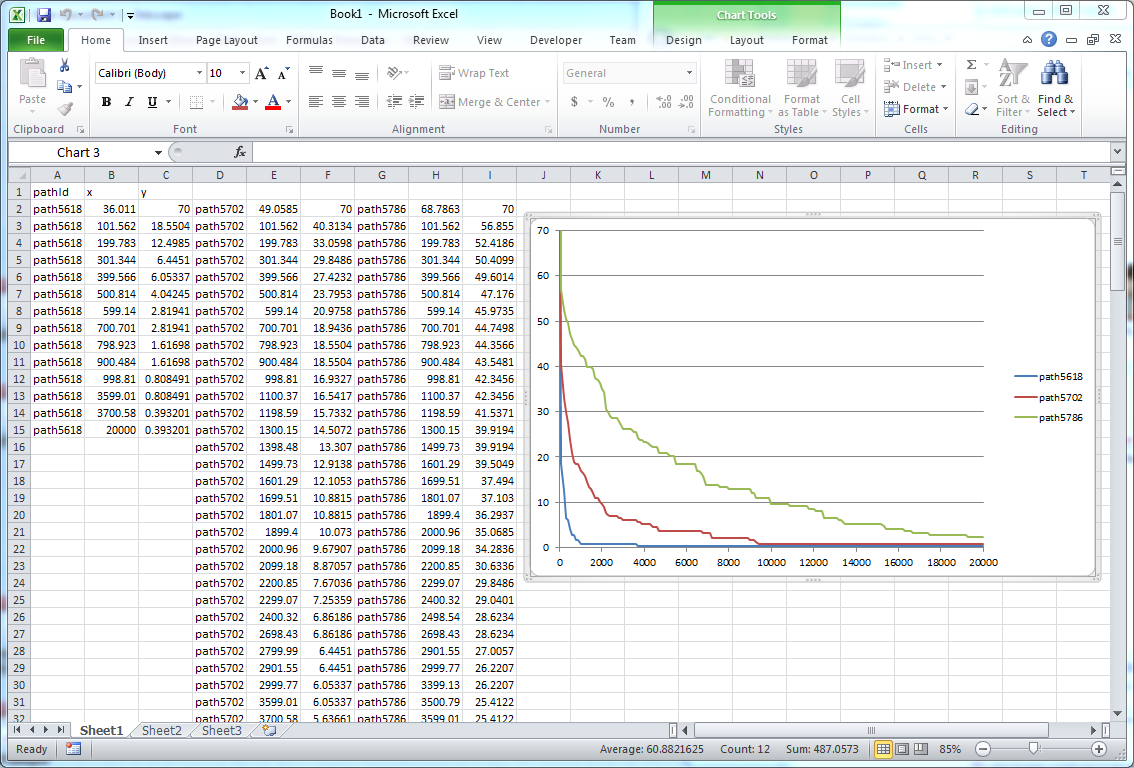 Book1 - Microsoft Excel
Chart Tools
File Home Insert Page Layout Formulas Data Review View Developer Team Design Layout Format
Paste
Calibri (Body) 10 A A
B I U A
Wrap Text
Merge & Center
General
$ % , .00 .0
Conditional Formatting
Format as Table
Cell Styles
Insert
Delete
Format
Σ
Sort & Filter
Find & Select
Clipboard Font Alignment Number Styles Cells Editing
Chart 3 fx
A B C D E F G H I J K L M N O P Q R S T
1 pathId x y
2 path5618 36.011 70 path5702 49.0585 70 path5786 68.7863 70
3 path5618 101.562 18.5504 path5702 101.562 40.3134 path5786 101.562 56.855
4 path5618 199.783 12.4985 path5702 199.783 33.0598 path5786 199.783 52.4186
5 path5618 301.344 6.4451 path5702 301.344 29.8486 path5786 301.344 50.4099
6 path5618 399.566 6.05337 path5702 399.566 27.4232 path5786 399.566 49.6014
7 path5618 500.814 4.04245 path5702 500.814 23.7953 path5786 500.814 47.176
8 path5618 599.14 2.81941 path5702 599.14 20.9758 path5786 599.14 45.9735
9 path5618 700.701 2.81941 path5702 700.701 18.9436 path5786 700.701 44.7498
10 path5618 798.923 1.61698 path5702 798.923 18.5504 path5786 798.923 44.3566
11 path5618 900.484 1.61698 path5702 900.484 18.5504 path5786 900.484 43.5481
12 path5618 998.81 0.808491 path5702 998.81 16.9327 path5786 998.81 42.3456
13 path5618 3599.01 0.808491 path5702 1100.37 16.5417 path5786 1100.37 42.3456
14 path5618 3700.58 0.393201 path5702 1198.59 15.7332 path5786 1198.59 41.5371
15 path5618 20000 0.393201 path5702 1300.15 14.5072 path5786 1300.15 39.9194
16 path5702 1398.48 13.307 path5786 1499.73 39.9194
17 path5702 1499.73 12.9138 path5786 1601.29 39.5049
18 path5702 1601.29 12.1053 path5786 1699.51 37.494
19 path5702 1699.51 10.8815 path5786 1801.07 37.103
20 path5702 1801.07 10.8815 path5786 1899.4 36.2937
21 path5702 1899.4 10.073 path5786 2000.96 35.0685
22 path5702 2000.96 9.67907 path5786 2099.18 34.2836
23 path5702 2099.18 8.87057 path5786 2200.85 30.6336
24 path5702 2200.85 7.67036 path5786 2299.07 29.8486
25 path5702 2299.07 7.25359 path5786 2400.32 29.0401
26 path5702 2400.32 6.86186 path5786 2498.54 28.6234
27 path5702 2698.43 6.86186 path5786 2698.43 28.6234
28 path5702 2799.99 6.4451 path5786 2901.55 27.0057
29 path5702 2901.55 6.4451 path5786 2999.77 26.2207
30 path5702 2999.77 6.05337 path5786 3399.13 26.2207
31 path5702 3599.01 6.05337 path5786 3500.79 25.4122
32 path5702 3700.58 5.63661 path5786 3599.01 25.4122
70
60
50
40
30
20
10
0
0 2000 4000 6000 8000 10000 12000 14000 16000 18000 20000
path5618
path5702
path5786
Sheet1 Sheet2 Sheet3
Ready Average: 60.8821625 Count: 12 Sum: 487.0573 85%